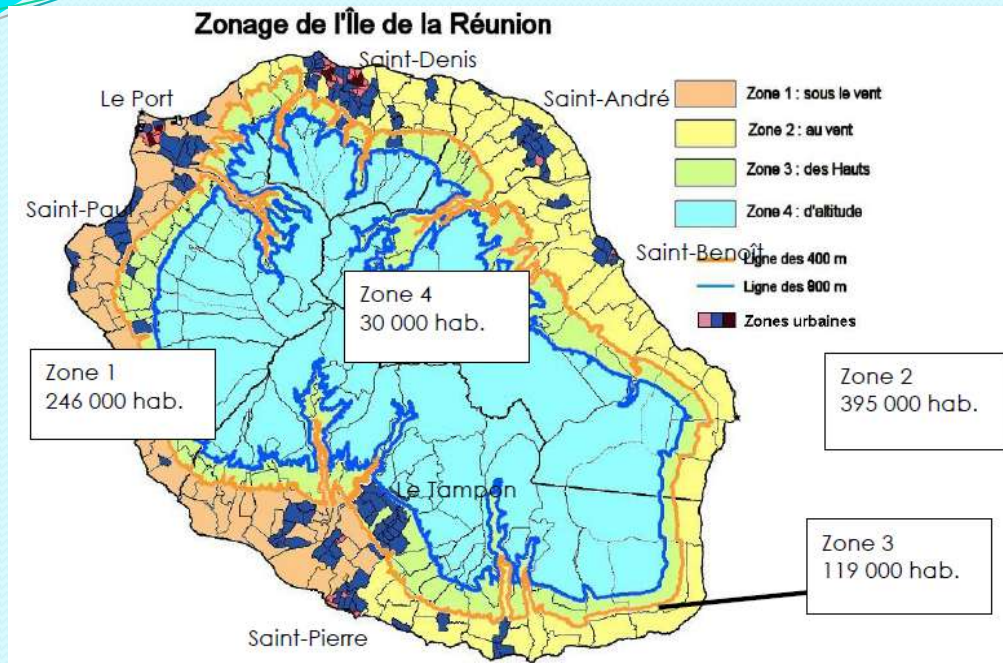 Zonage de l'Île de la Réunion
Saint-Denis
Le Port
Saint-André
Saint-Paul
Saint-Benoît
Le Tampon
Saint-Pierre
Zone 1 : sous le vent
Zone 2 : au vent
Zone 3 : des Hauts
Zone 4 : d'altitude
Ligne des 400 m
Ligne des 800 m
Zones urbaines
Zone 4
30 000 hab.
Zone 1
246 000 hab.
Zone 2
395 000 hab.
Zone 3
119 000 hab.